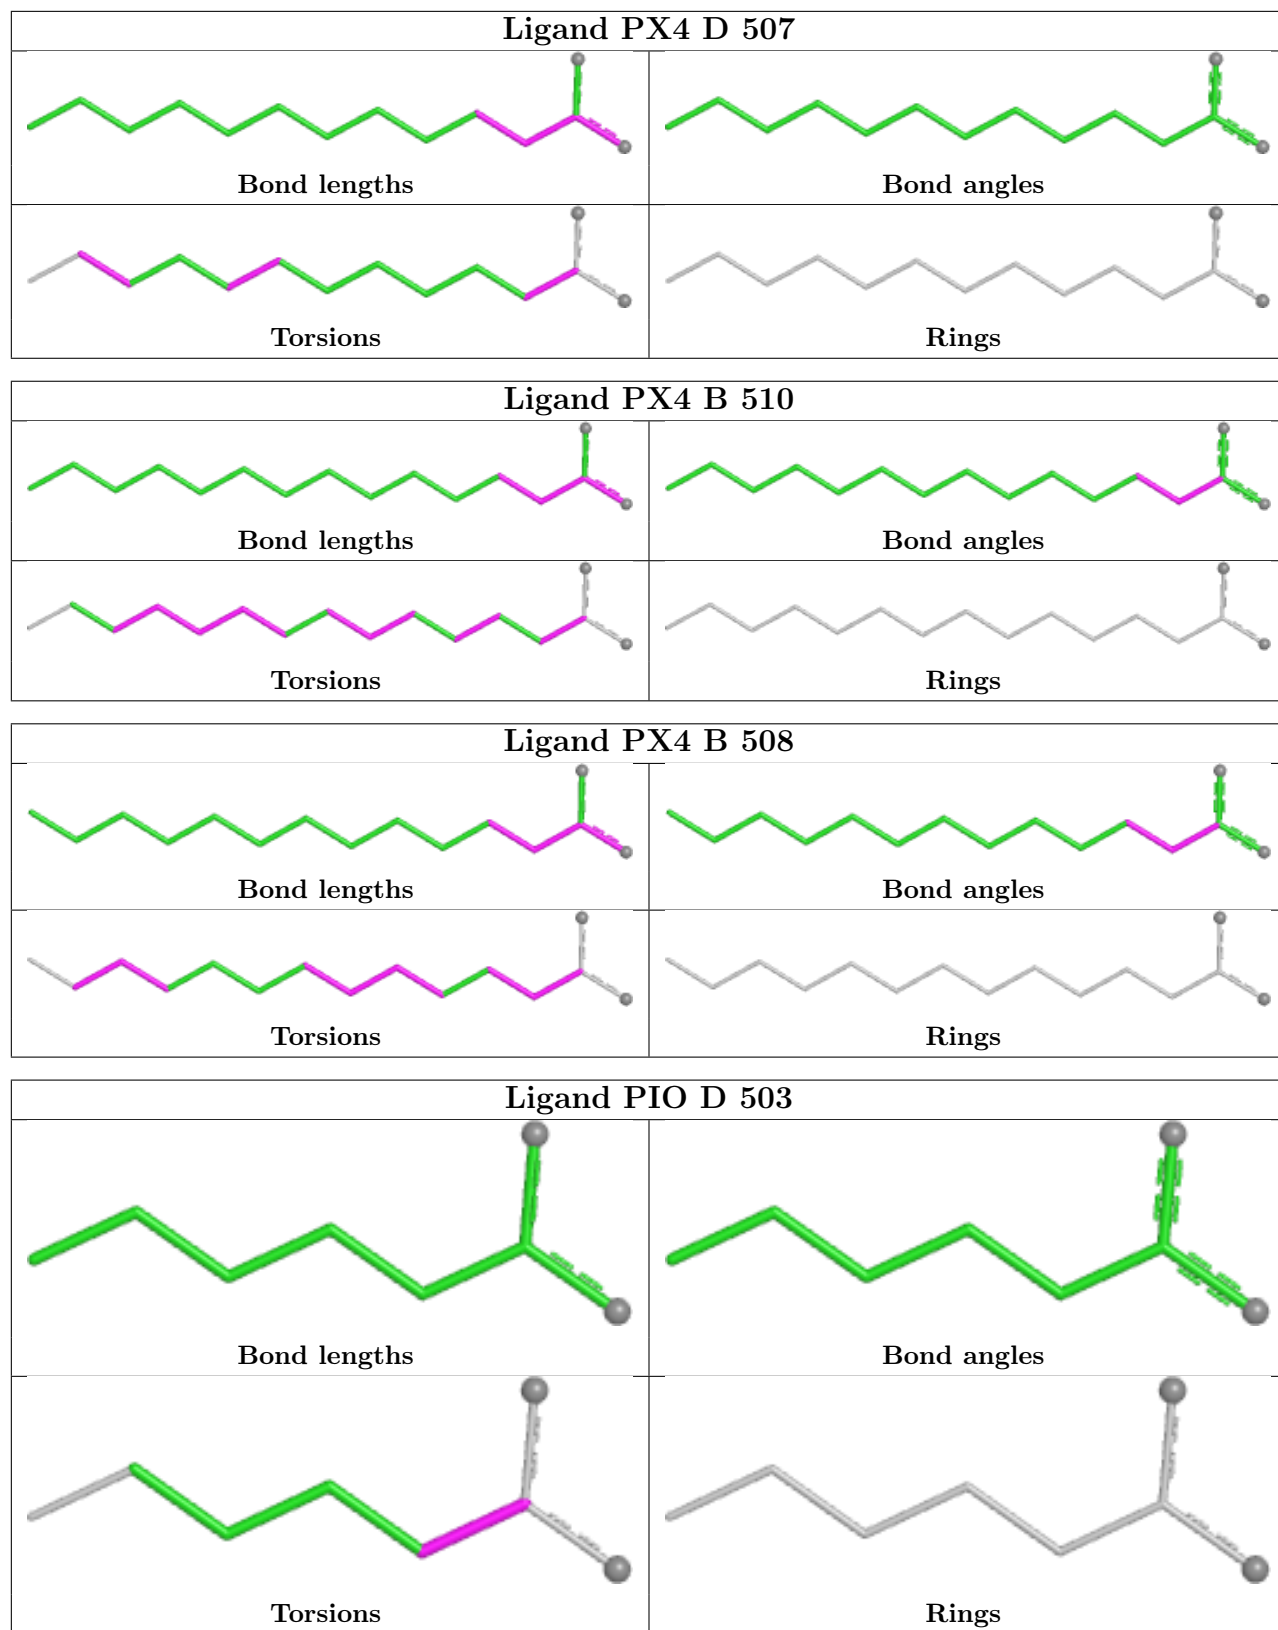 Ligand PX4 D 507
Bond lengths
Bond angles
Torsions
Rings
Ligand PX4 B 510
Bond lengths
Bond angles
Torsions
Rings
Ligand PX4 B 508
Bond lengths
Bond angles
Torsions
Rings
Ligand PIO D 503
Bond lengths
Bond angles
Torsions
Rings